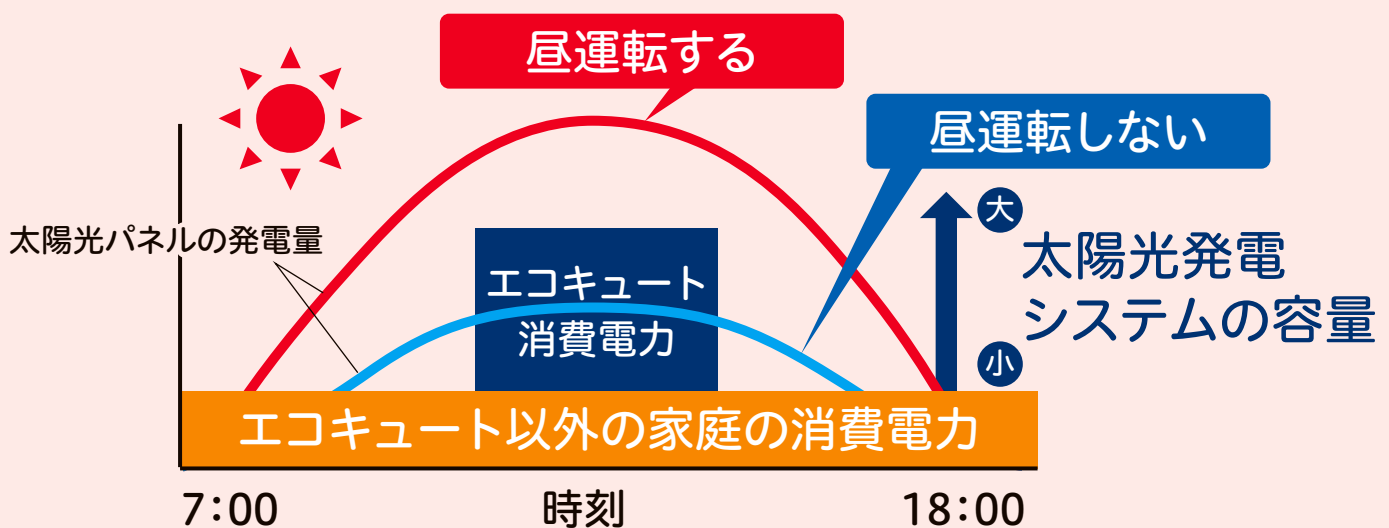 昼運転する
昼運転しない
太陽光パネルの発電量
エコキュート
消費電力
大
太陽光発電
システムの容量
小
エコキュート以外の家庭の消費電力
7:00
時刻
18:00